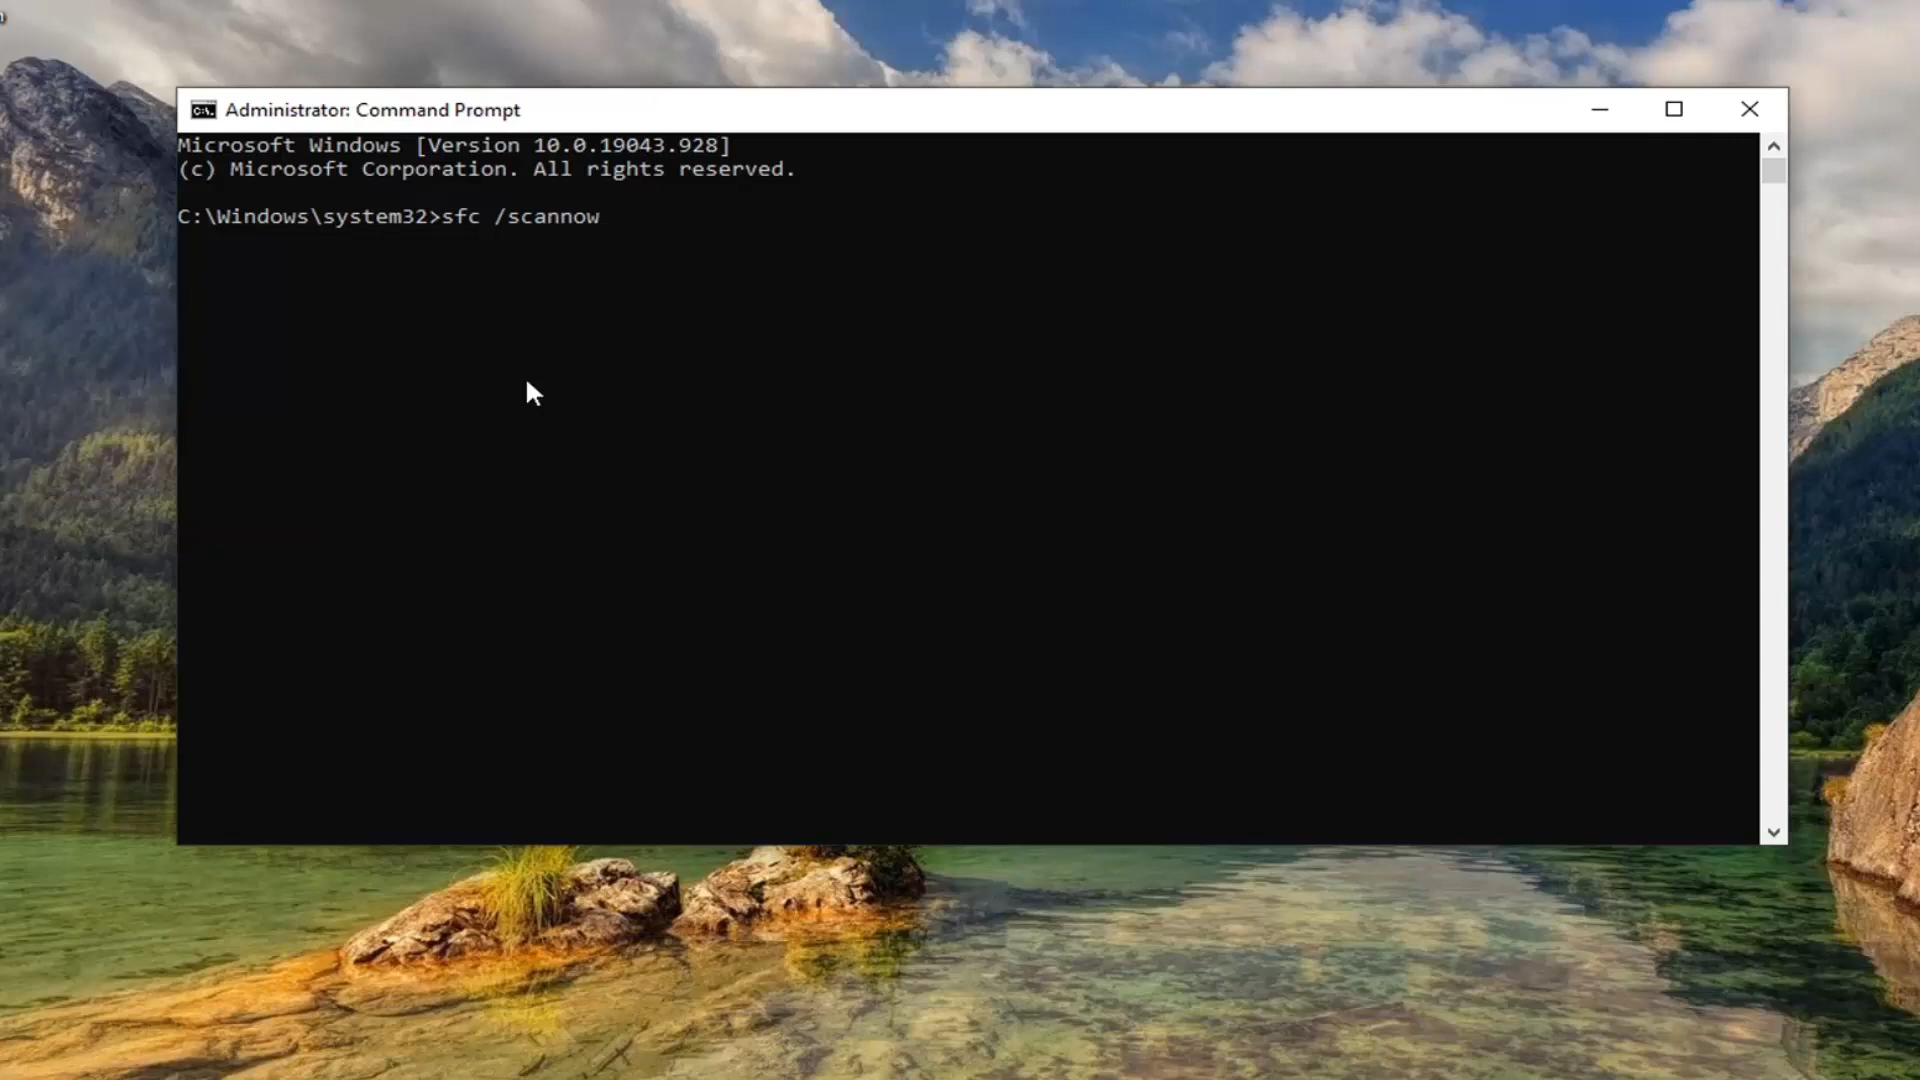 Administrator: Command Prompt
Microsoft Windows [Version 10.0.19043.928]
(c) Microsoft Corporation. All rights reserved.
C:\Windows\system32>sfc /scannow